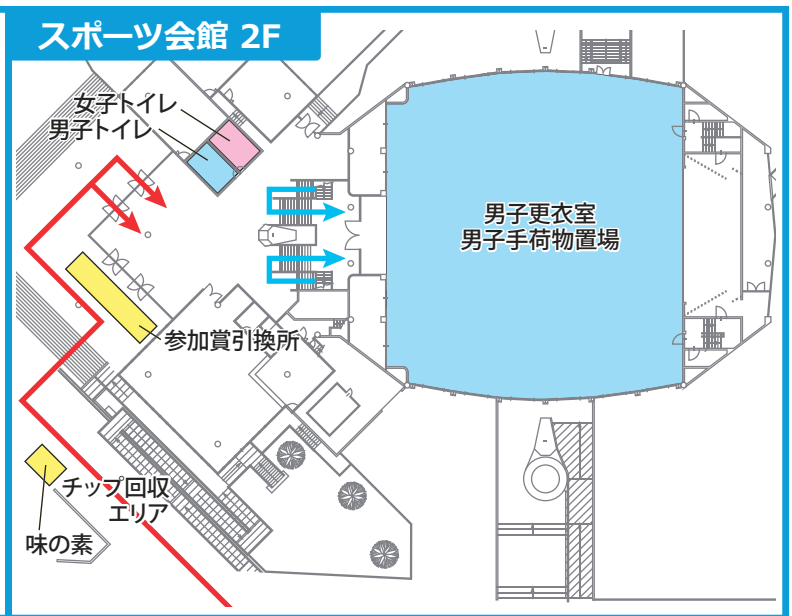 スポーツ会館 2F
女子トイレ
男子トイレ
男子更衣室
男子手荷物置場
参加賞引換所
チップ回収
エリア
味の素